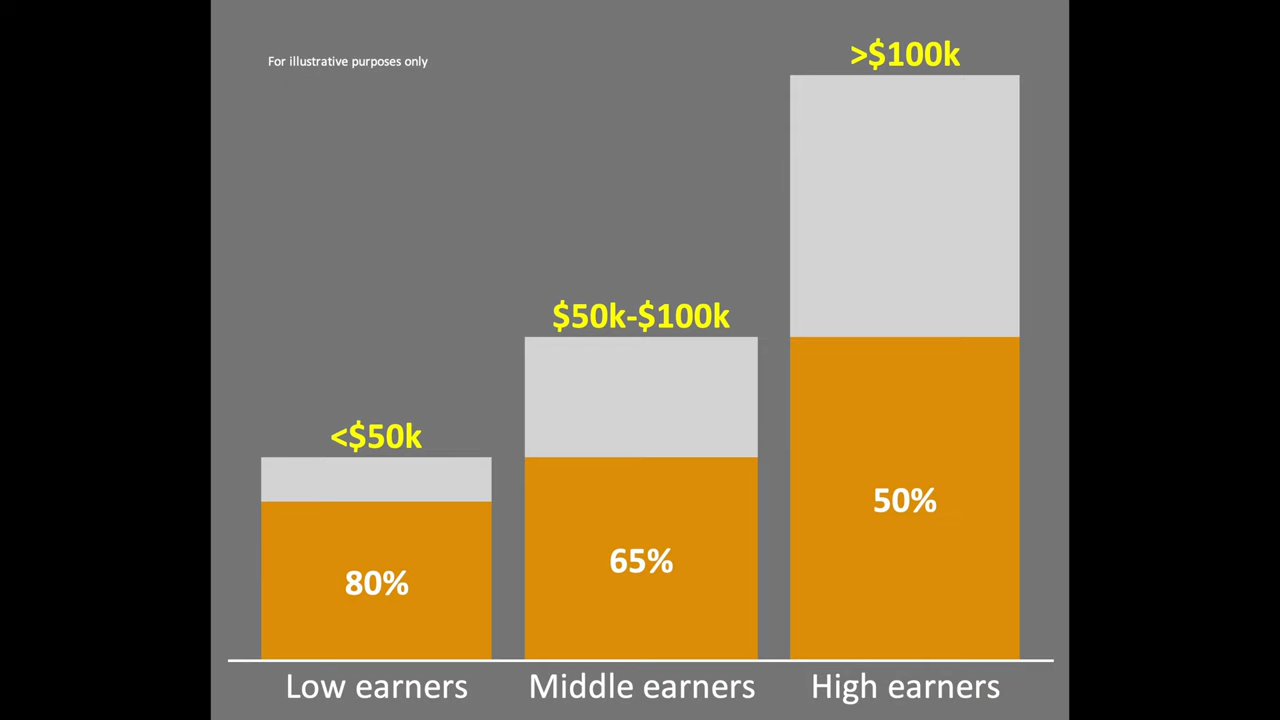 For illustrative purposes only
>$100k
$50k-$100k
<$50k
50%
65%
80%
Low earners
Middle earners
High earners